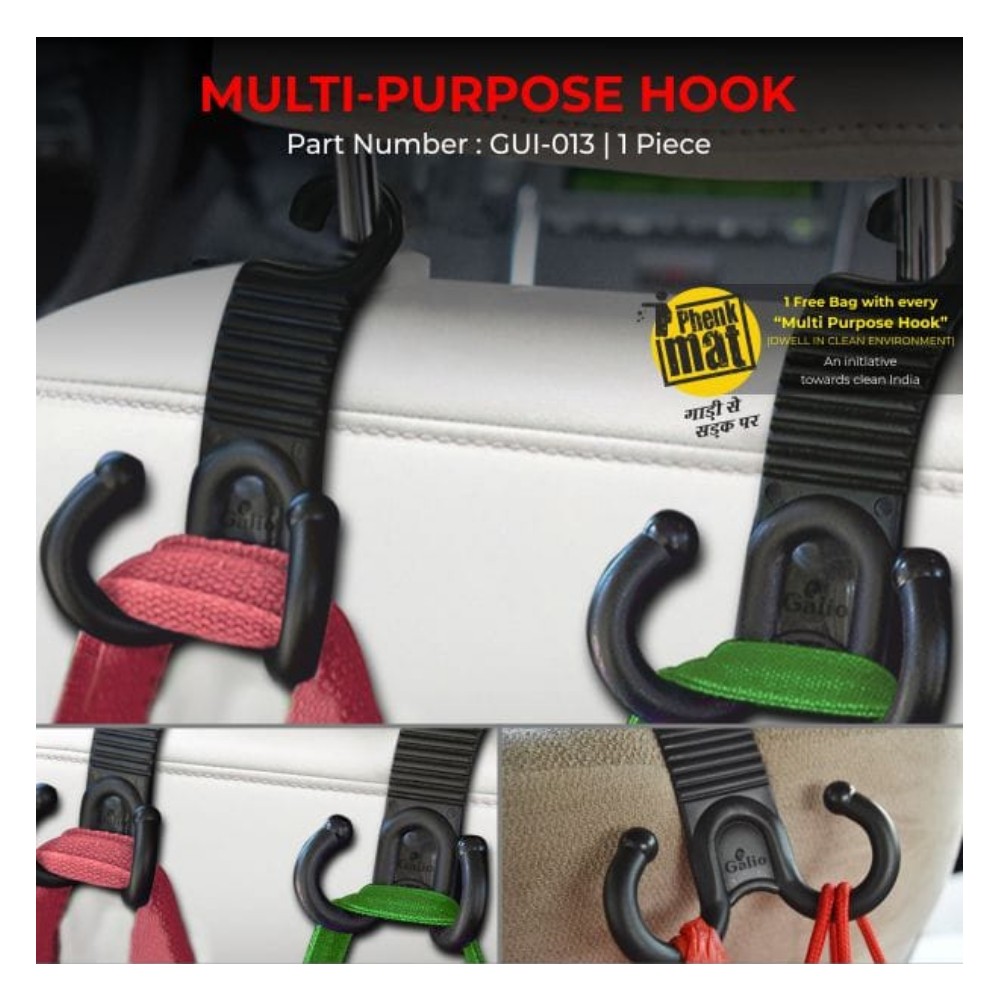 MULTI-PURPOSE HOOK
Part Number : GUI-013 | 1 Piece
Phenk
mat
गाड़ी से
सड़क पर
1 Free Bag with every
“Multi Purpose Hook”
[DWELL IN CLEAN ENVIRONMENT]
An initiative
towards clean India
Galio
Galio
Galio
Galio